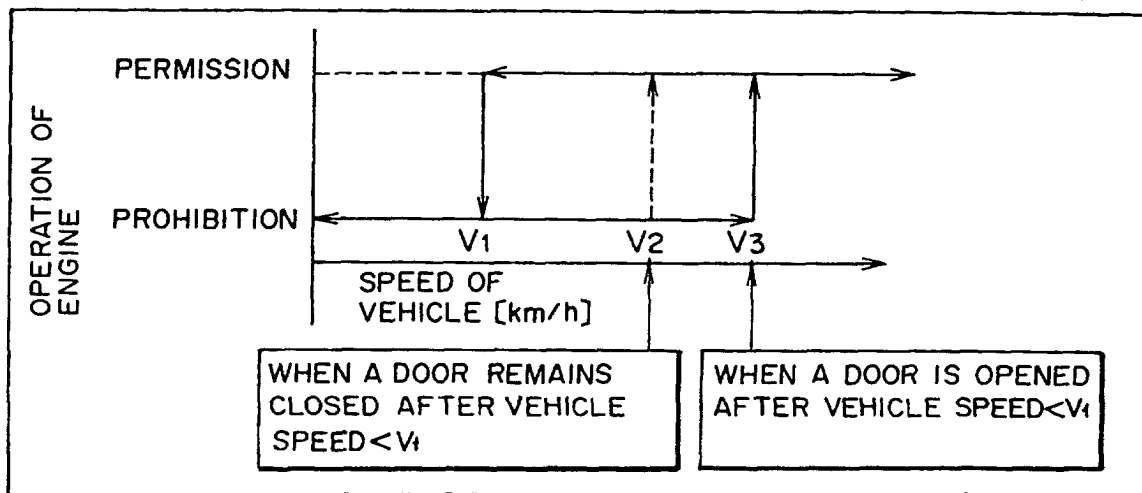 PERMISSION
OPERATION OF
ENGINE
PROHIBITION
V1 V2 V3
SPEED OF
VEHICLE [km/h]
WHEN A DOOR REMAINS
CLOSED AFTER VEHICLE
SPEED<V1
WHEN A DOOR IS OPENED
AFTER VEHICLE SPEED<V1